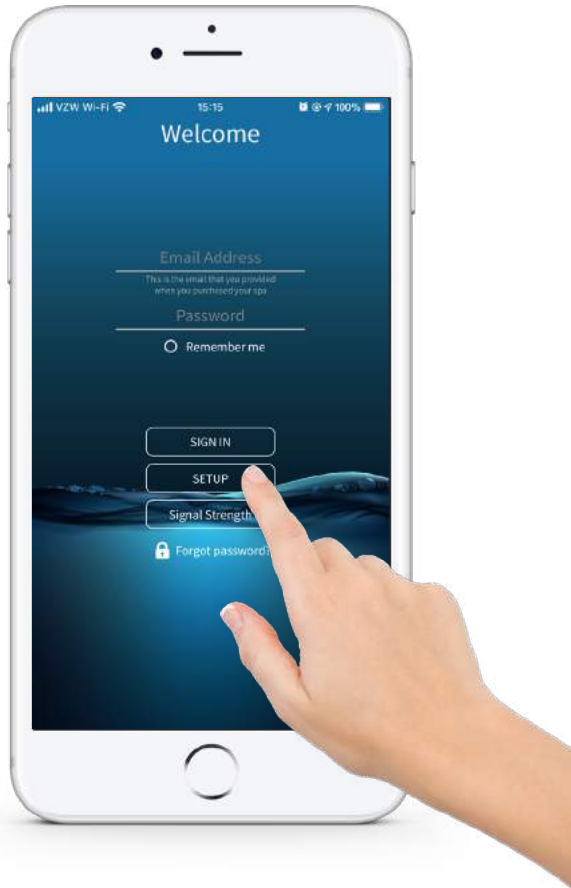 VZW Wi-Fi 15:15 100%
Welcome
Email Address
This is the email that you provided
when you purchased your spa
Password
Remember me
SIGN IN
SETUP
Signal Strength
Forgot password?